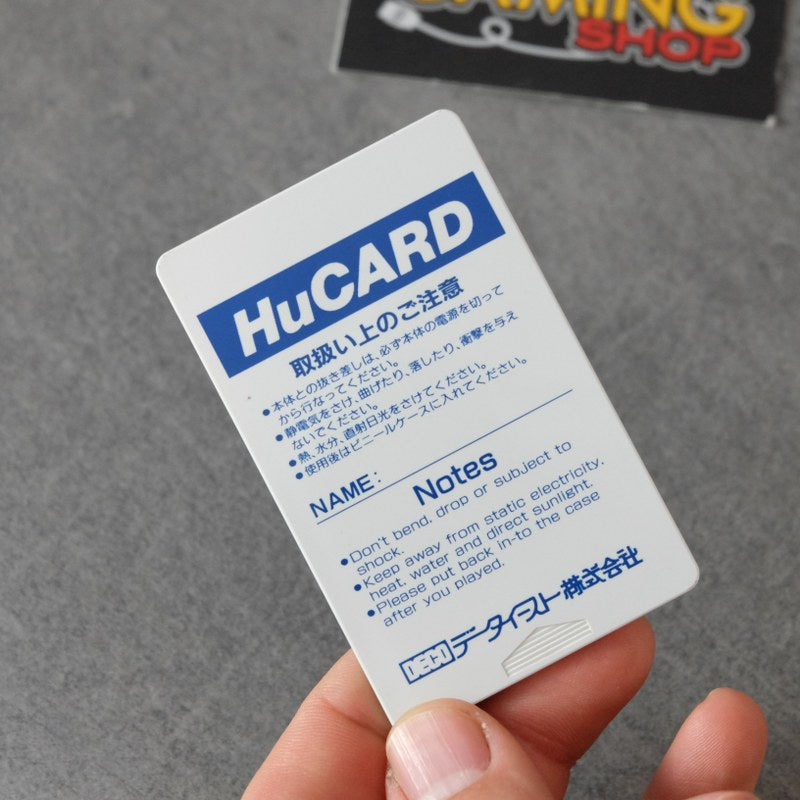 GAMING
SHOP
HuCARD
取扱い上のご注意
●本体との抜き差しは、必ず本体の電源を切って
から行なってください。
●静電気をさけ、曲げたり、落したり、衝撃を与え
ないでください。
●熱、水分、直射日光をさけてください。
●使用後はビニールケースに入れてください。
NAME:
Notes
●Don't bend, drop or subject to
shock.
●Keep away from static electricity,
heat, water and direct sunlight.
●Please put back in-to the case
after you played.
DECO データイースト株式会社